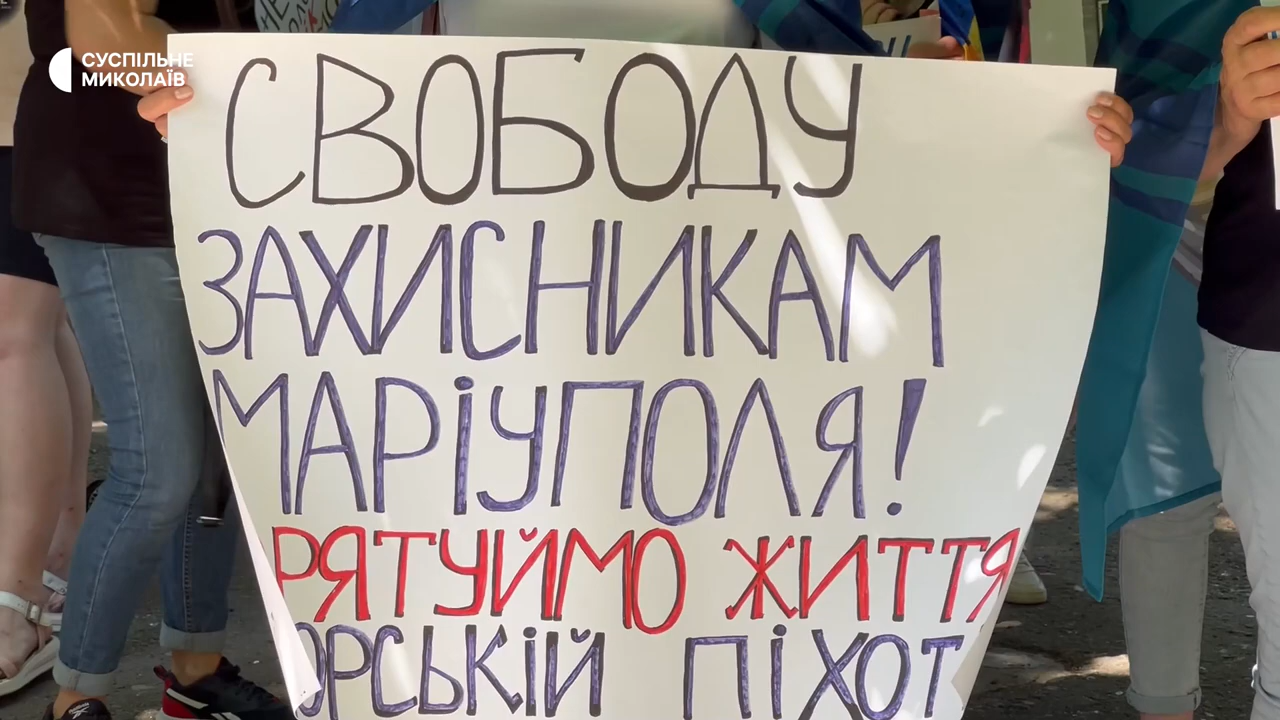 СУСПІЛЬНЕ
МИКОЛАЇВ
СВОБОДУ
ЗАХИСНИКАМ
МАРІУПОЛЯ!
РЯТУЙМО ЖИТТЯ
ОРСЬКІЙ ПІХОТ